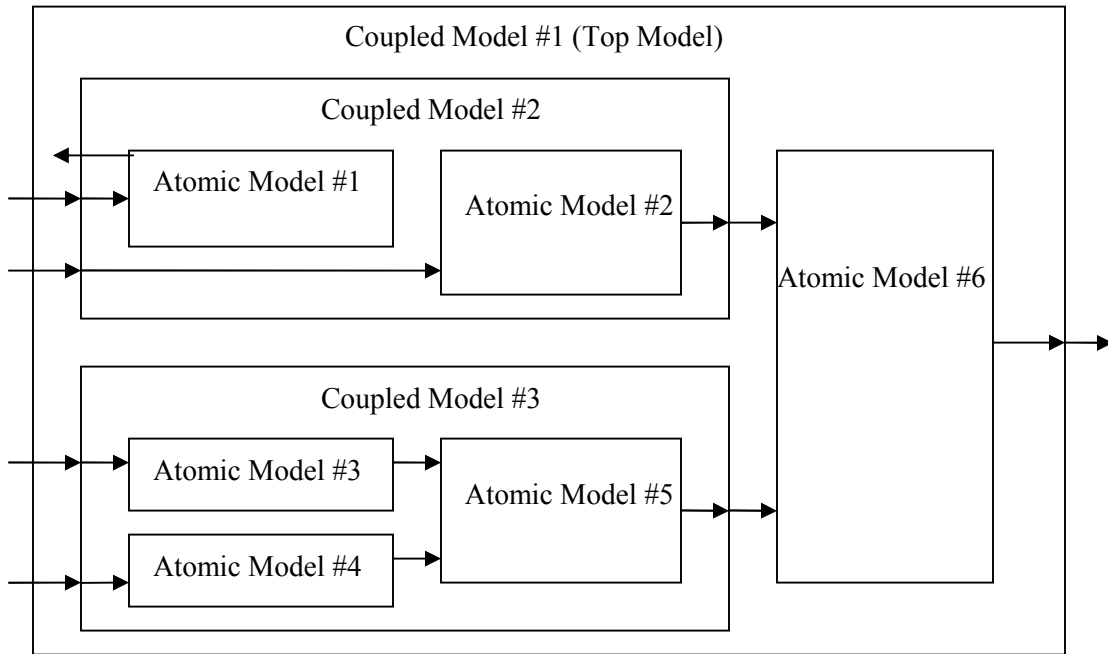 Coupled Model #1 (Top Model)
Coupled Model #2
Atomic Model #1
Atomic Model #2
Atomic Model #6
Coupled Model #3
Atomic Model #3
Atomic Model #5
Atomic Model #4